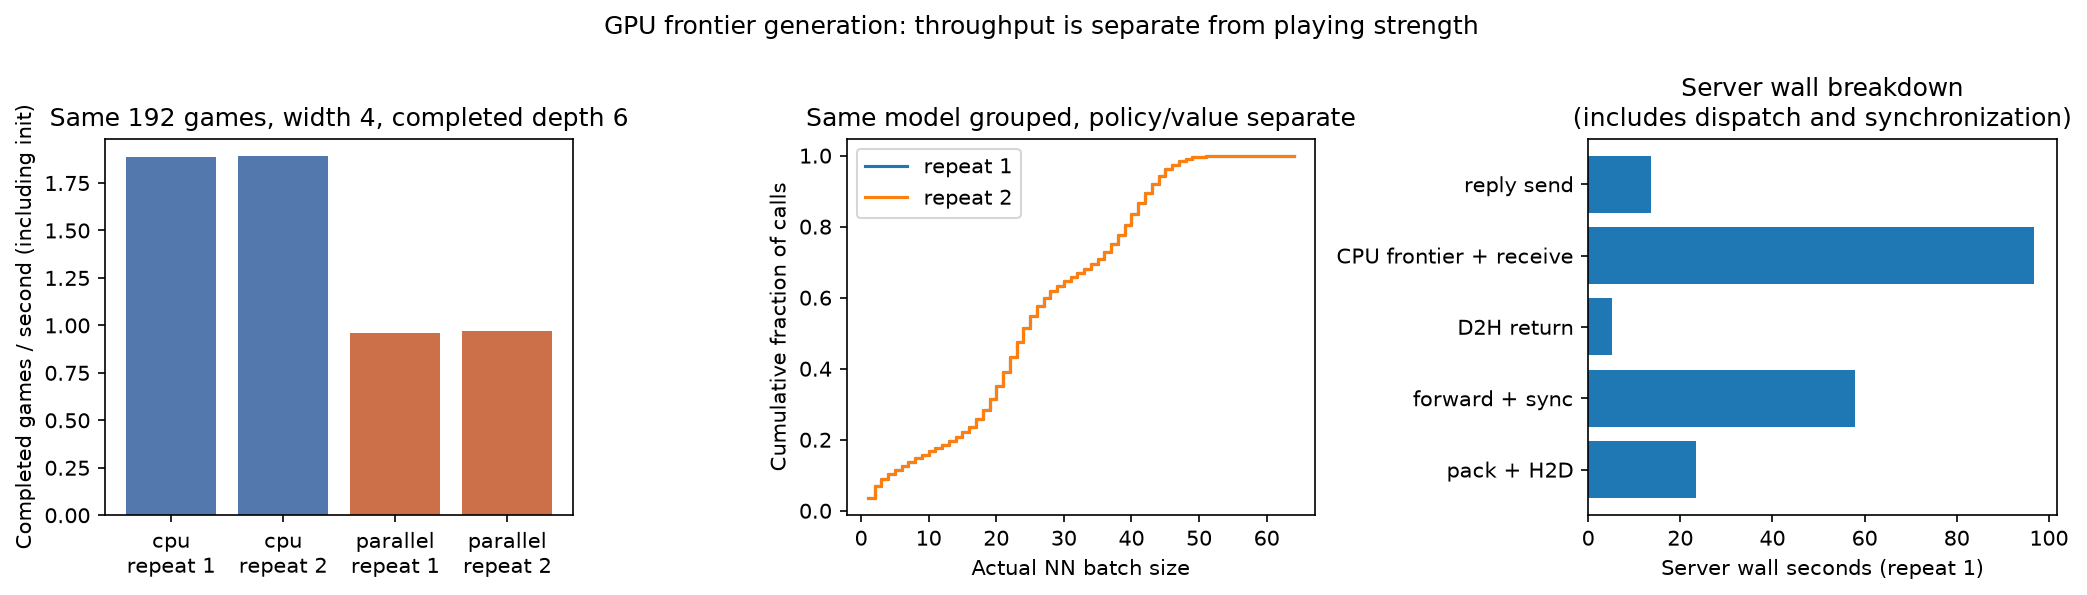 GPU frontier generation: throughput is separate from playing strength
Same 192 games, width 4, completed depth 6
Completed games / second (including init)
1.75
1.50
1.25
1.00
0.75
0.50
0.25
0.00
cpu
repeat 1
cpu
repeat 2
parallel
repeat 1
parallel
repeat 2
Same model grouped, policy/value separate
Cumulative fraction of calls
1.0
0.8
0.6
0.4
0.2
0.0
repeat 1
repeat 2
0 10 20 30 40 50 60
Actual NN batch size
Server wall breakdown
(includes dispatch and synchronization)
reply send
CPU frontier + receive
D2H return
forward + sync
pack + H2D
0 20 40 60 80 100
Server wall seconds (repeat 1)